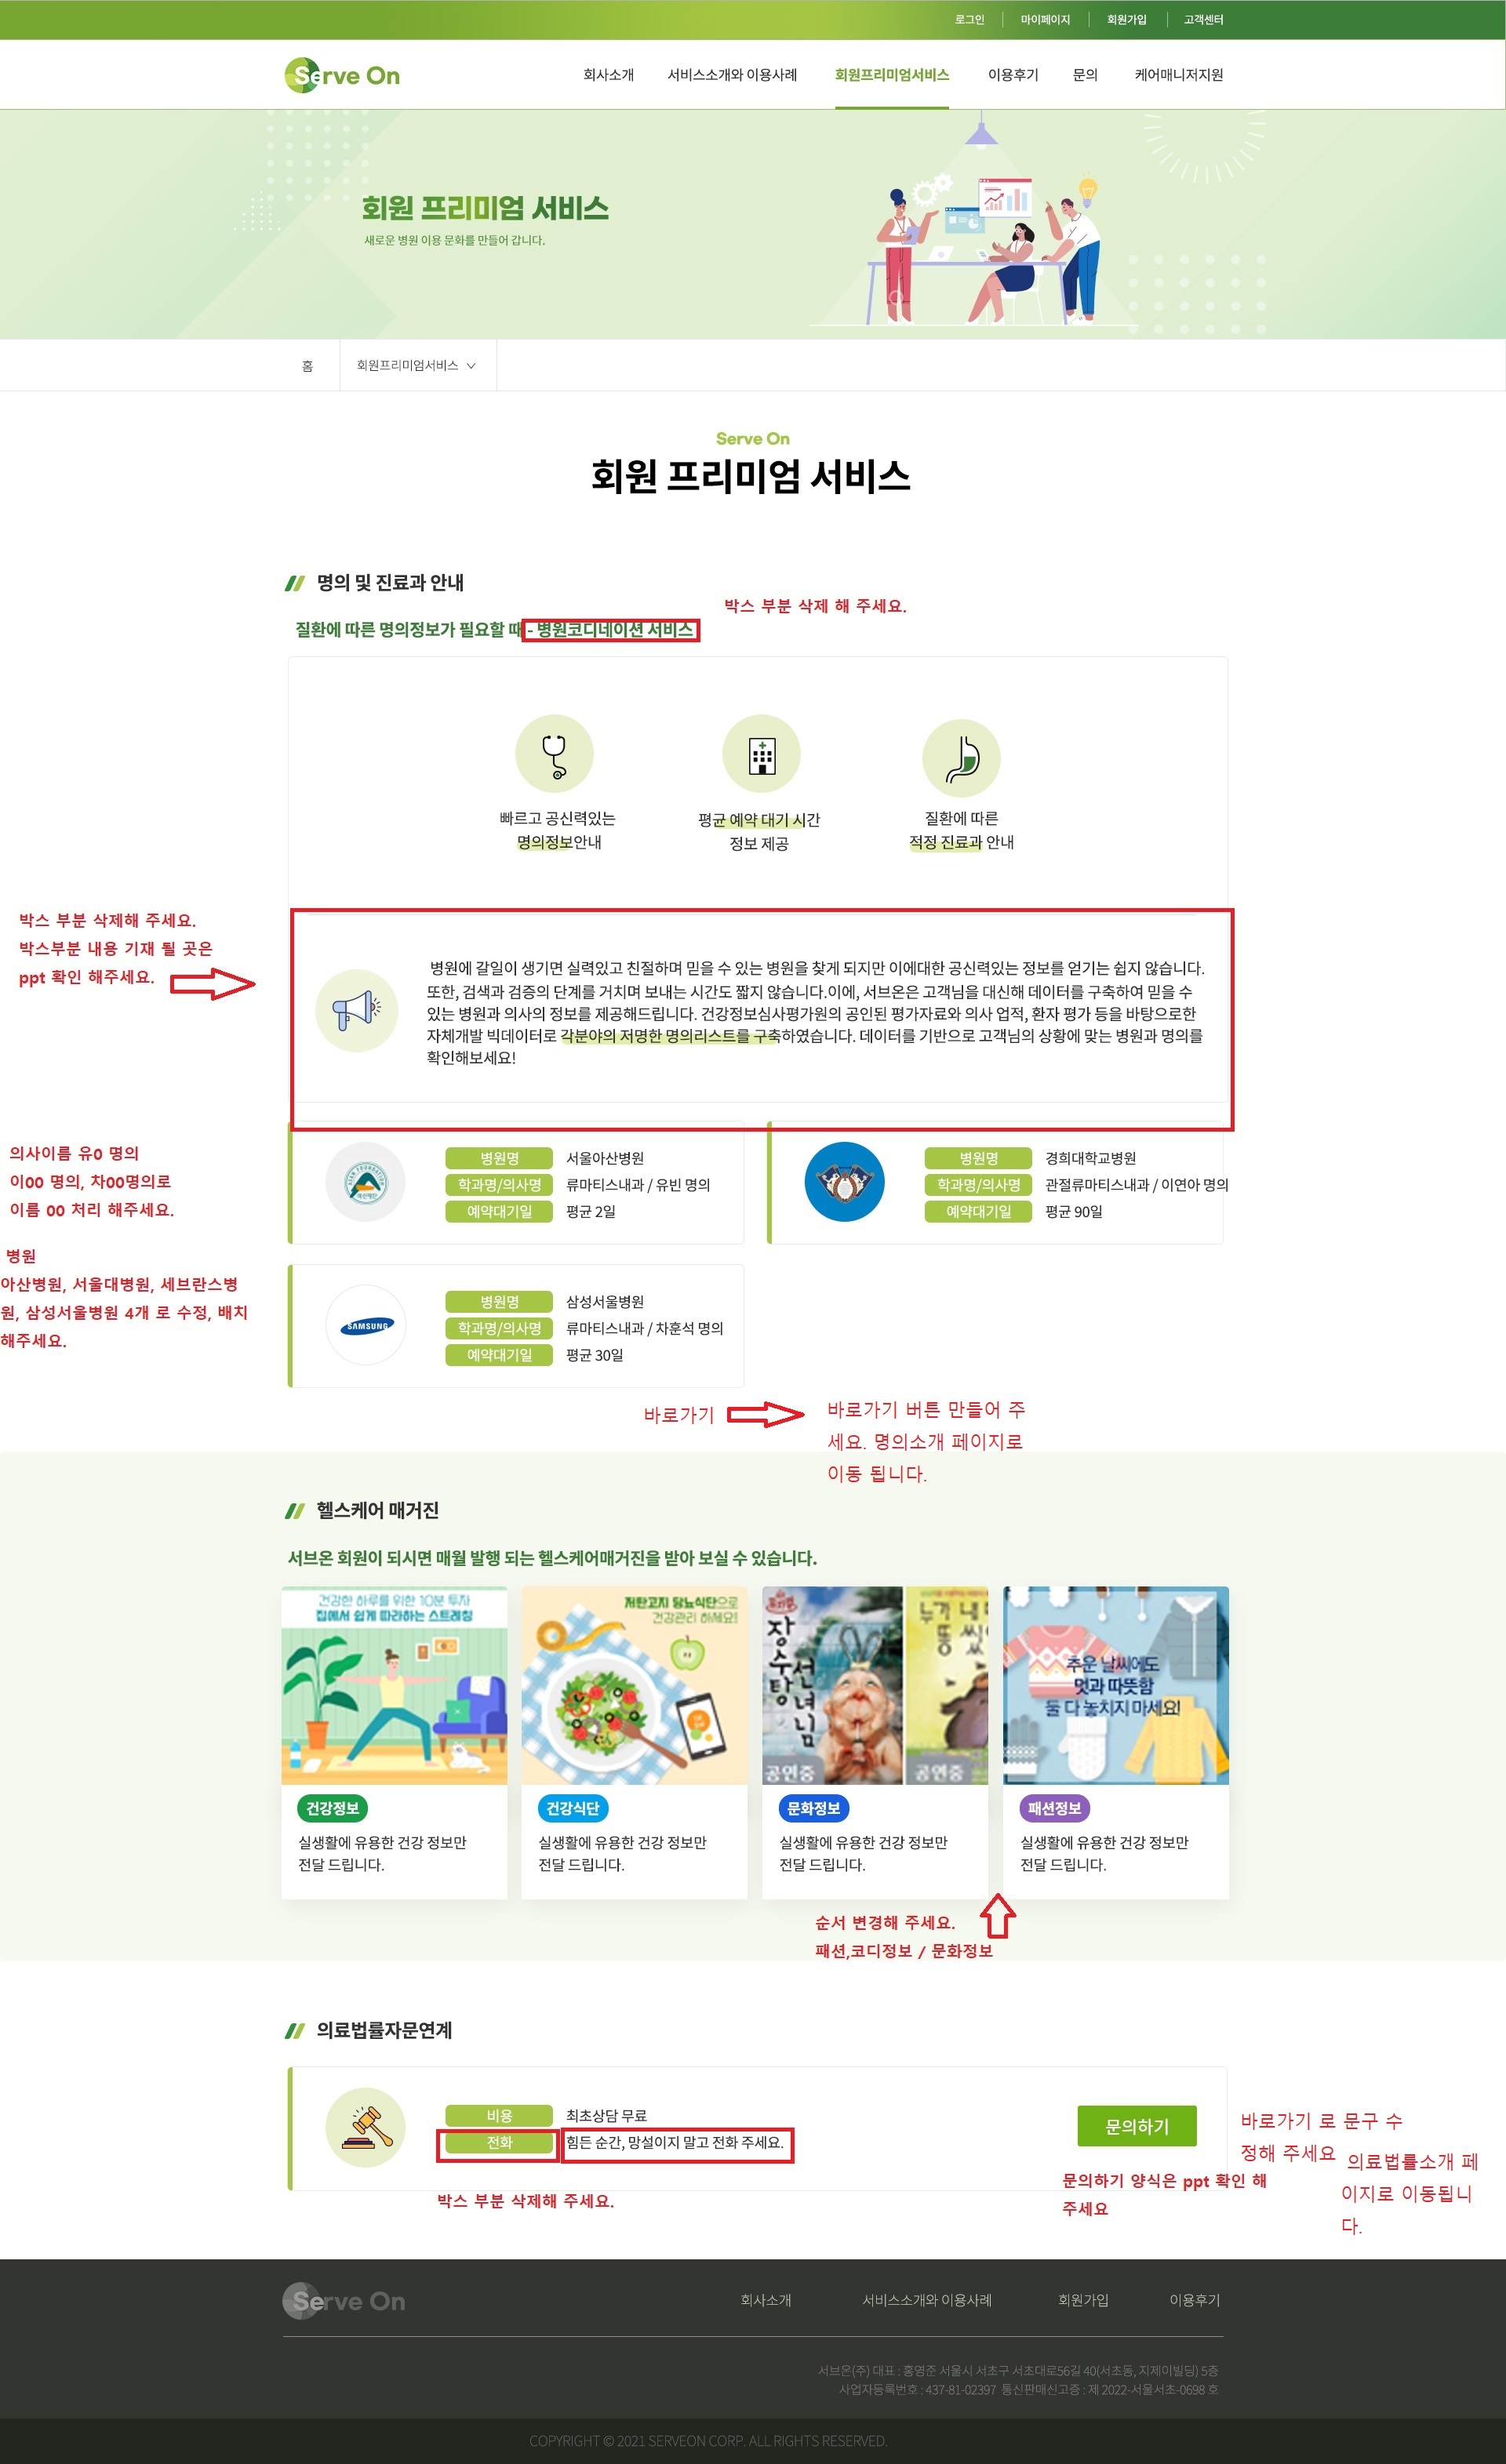 로그인
마이페이지
회원가입
고객센터
Serve On
회사소개
서비스소개와 이용사례
회원프리미엄서비스
이용후기
문의
케어매니저지원
회원 프리미엄 서비스
새로운 병원 이용 문화를 만들어 갑니다.
홈
회원프리미엄서비스
Serve On
회원 프리미엄 서비스
명의 및 진료과 안내
박스 부분 삭제 해 주세요.
질환에 따른 명의정보가 필요할 때 - 병원코디네이션 서비스
빠르고 공신력있는
명의정보안내
평균 예약 대기 시간
정보 제공
질환에 따른
적정 진료과 안내
박스 부분 삭제해 주세요.
박스부분 내용 기재 될 곳은
ppt 확인 해주세요.
병원에 갈일이 생기면 실력있고 친절하며 믿을 수 있는 병원을 찾게 되지만 이에대한 공신력있는 정보를 얻기는 쉽지 않습니다.
또한, 검색과 검증의 단계를 거치며 보내는 시간도 짧지 않습니다.이에, 서브온은 고객님을 대신해 데이터를 구축하여 믿을 수
있는 병원과 의사의 정보를 제공해드립니다. 건강정보심사평가원의 공인된 평가자료와 의사 업적, 환자 평가 등을 바탕으로한
자체개발 빅데이터로 각분야의 저명한 명의리스트를 구축하였습니다. 데이터를 기반으로 고객님의 상황에 맞는 병원과 명의를
확인해보세요!
의사이름 유0 명의
이00 명의, 차00명의로
이름 00 처리 해주세요.
병원
아산병원, 서울대병원, 세브란스병
원, 삼성서울병원 4개 로 수정, 배치
해주세요.
병원명 서울아산병원
학과명/의사명 류마티스내과 / 유빈 명의
예약대기일 평균 2일
병원명 경희대학교병원
학과명/의사명 관절류마티스내과 / 이연아 명의
예약대기일 평균 90일
SAMSUNG
병원명 삼성서울병원
학과명/의사명 류마티스내과 / 차훈석 명의
예약대기일 평균 30일
바로가기
바로가기 버튼 만들어 주
세요. 명의소개 페이지로
이동 됩니다.
헬스케어 매거진
서브온 회원이 되시면 매월 발행 되는 헬스케어매거진을 받아 보실 수 있습니다.
건강한 하루를 위한 10분 투자
집에서 쉽게 따라하는 스트레칭
저탄고지 당뇨식단으로
건강관리 하세요!
장수탕
선녀님
공연중
누가 내
똥
공연중
추운 날씨에도
멋과 따뜻함
둘 다 놓치지 마세요!
건강정보
실생활에 유용한 건강 정보만
전달 드립니다.
건강식단
실생활에 유용한 건강 정보만
전달 드립니다.
문화정보
실생활에 유용한 건강 정보만
전달 드립니다.
패션정보
실생활에 유용한 건강 정보만
전달 드립니다.
순서 변경해 주세요.
패션,코디정보 / 문화정보
의료법률자문연계
비용 최초상담 무료
전화 힘든 순간, 망설이지 말고 전화 주세요.
문의하기
박스 부분 삭제해 주세요.
문의하기 양식은 ppt 확인 해
주세요
바로가기 로 문구 수
정해 주세요
의료법률소개 페
이지로 이동됩니
다.
Serve On
회사소개
서비스소개와 이용사례
회원가입
이용후기
서브온(주) 대표 : 홍영준 서울시 서초구 서초대로56길 40(서초동, 지제이빌딩) 5층
사업자등록번호 : 437-81-02397 통신판매신고증 : 제 2022-서울서초-0698 호
COPYRIGHT © 2021 SERVEON CORP. ALL RIGHTS RESERVED.